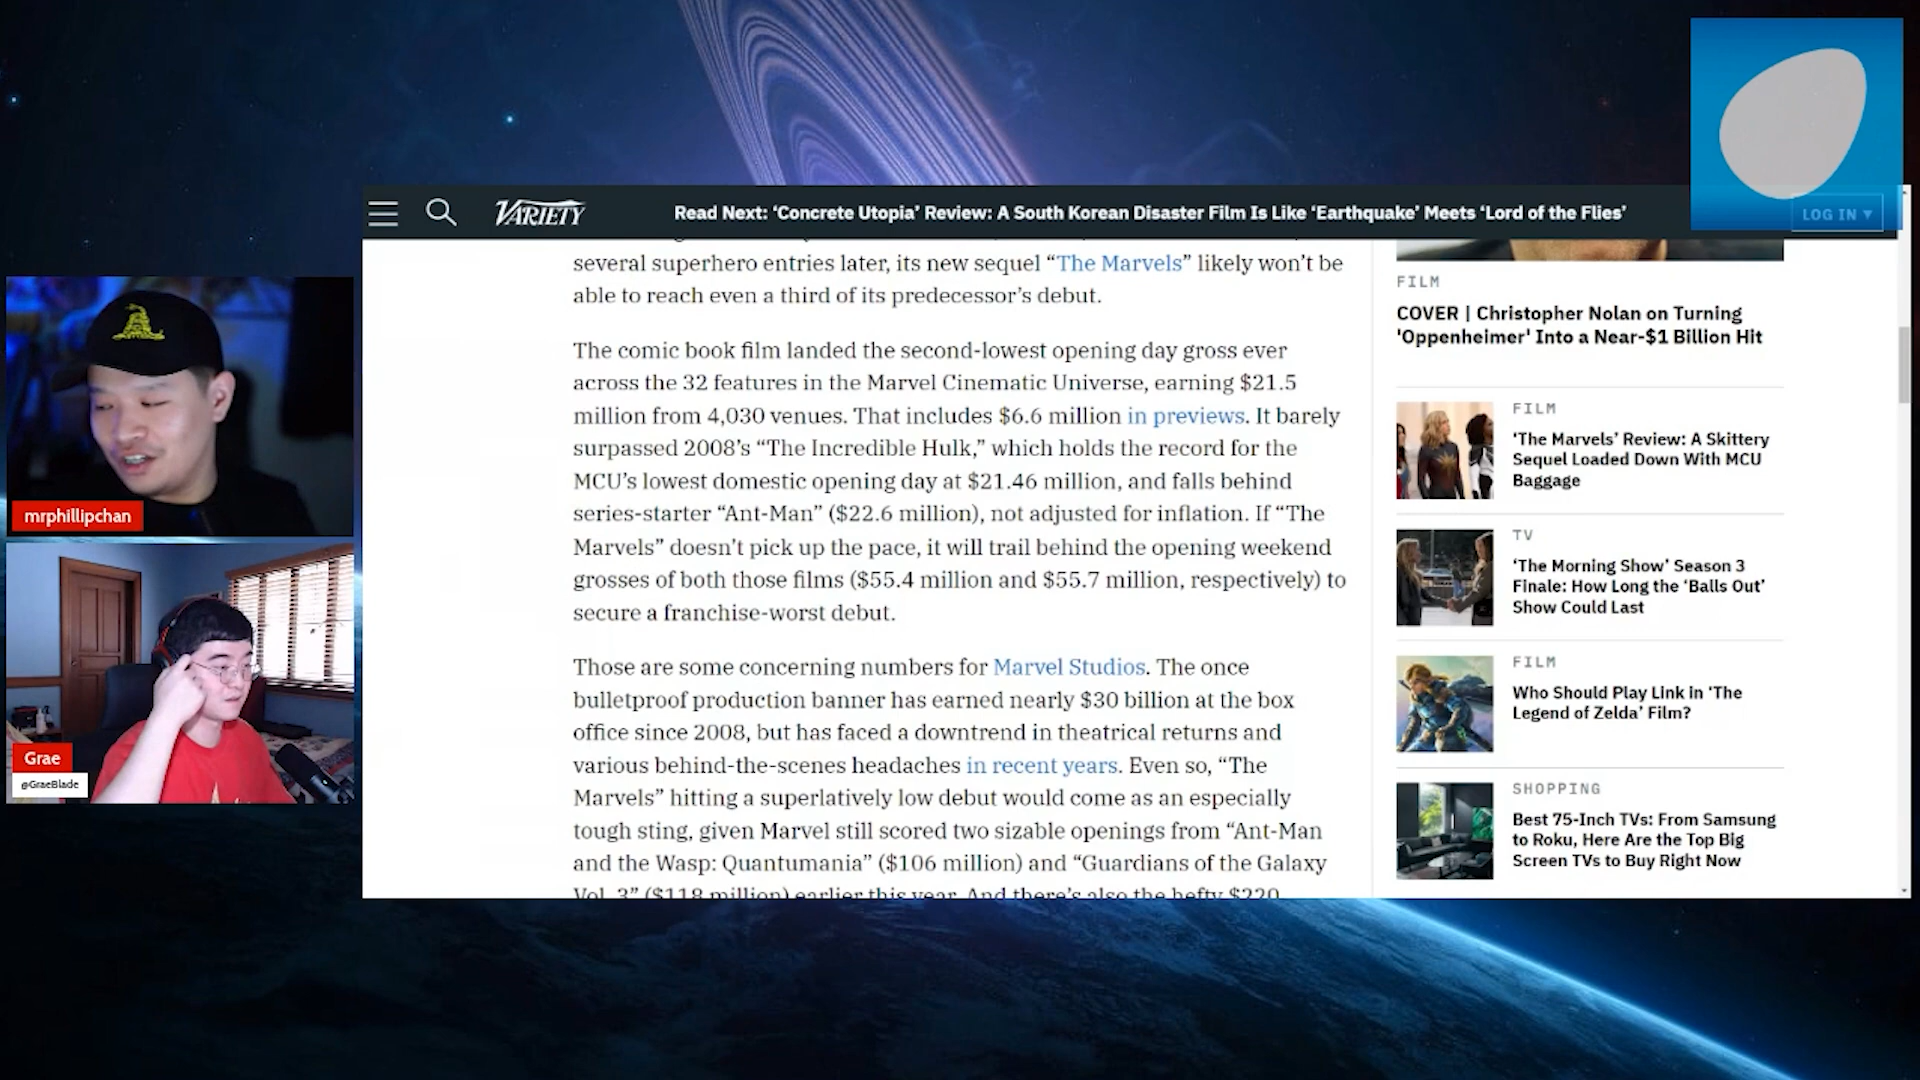 VARIETY
Read Next: ‘Concrete Utopia’ Review: A South Korean Disaster Film Is Like ‘Earthquake’ Meets ‘Lord of the Flies’
LOG IN ▾
several superhero entries later, its new sequel “The Marvels” likely won’t be
able to reach even a third of its predecessor’s debut.
The comic book film landed the second-lowest opening day gross ever
across the 32 features in the Marvel Cinematic Universe, earning $21.5
million from 4,030 venues. That includes $6.6 million in previews. It barely
surpassed 2008’s “The Incredible Hulk,” which holds the record for the
MCU’s lowest domestic opening day at $21.46 million, and falls behind
series-starter “Ant-Man” ($22.6 million), not adjusted for inflation. If “The
Marvels” doesn’t pick up the pace, it will trail behind the opening weekend
grosses of both those films ($55.4 million and $55.7 million, respectively) to
secure a franchise-worst debut.
Those are some concerning numbers for Marvel Studios. The once
bulletproof production banner has earned nearly $30 billion at the box
office since 2008, but has faced a downtrend in theatrical returns and
various behind-the-scenes headaches in recent years. Even so, “The
Marvels” hitting a superlatively low debut would come as an especially
tough sting, given Marvel still scored two sizable openings from “Ant-Man
and the Wasp: Quantumania” ($106 million) and “Guardians of the Galaxy
Vol. 3” ($118 million) earlier this year. And there’s also the hefty $220
FILM
COVER | Christopher Nolan on Turning
'Oppenheimer' Into a Near-$1 Billion Hit
FILM
‘The Marvels’ Review: A Skittery
Sequel Loaded Down With MCU
Baggage
TV
‘The Morning Show’ Season 3
Finale: How Long the ‘Balls Out’
Show Could Last
FILM
Who Should Play Link in ‘The
Legend of Zelda’ Film?
SHOPPING
Best 75-Inch TVs: From Samsung
to Roku, Here Are the Top Big
Screen TVs to Buy Right Now
mrphillipchan
Grae
@GraeBlade